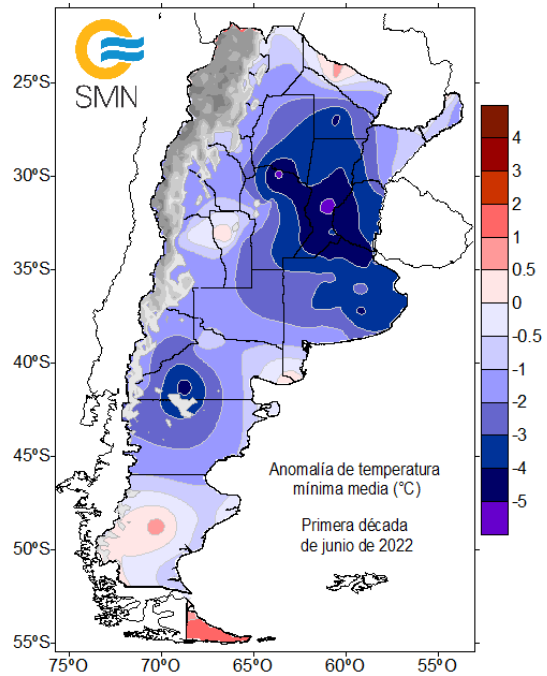 SMN
25°S
30°S
35°S
40°S
45°S
50°S
55°S
75°O
70°O
65°O
60°O
55°O
4
3
2
1
0.5
0
-0.5
-1
-2
-3
-4
-5
Anomalía de temperatura
mínima media (°C)
Primera década
de junio de 2022